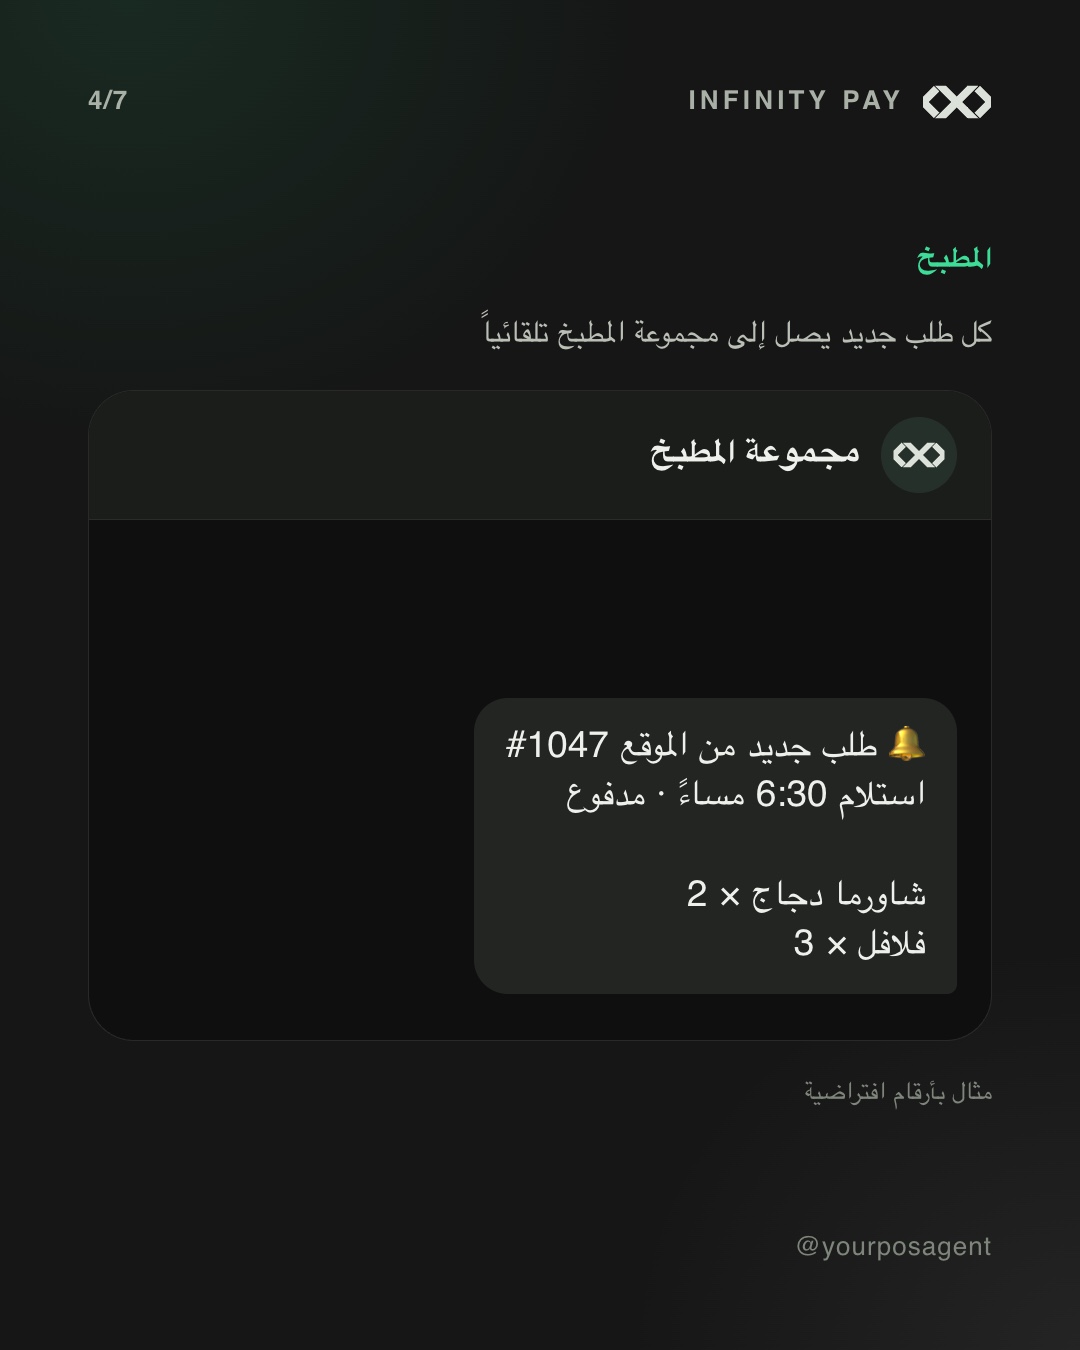 INFINITY PAY
4/7
المطبخ
كل طلب جديد يصل إلى مجموعة المطبخ تلقائياً
مجموعة المطبخ
🔔 طلب جديد من الموقع #1047
استلام 6:30 مساءً · مدفوع
شاورما دجاج × 2
فلافل × 3
مثال بأرقام افتراضية
@yourposagent